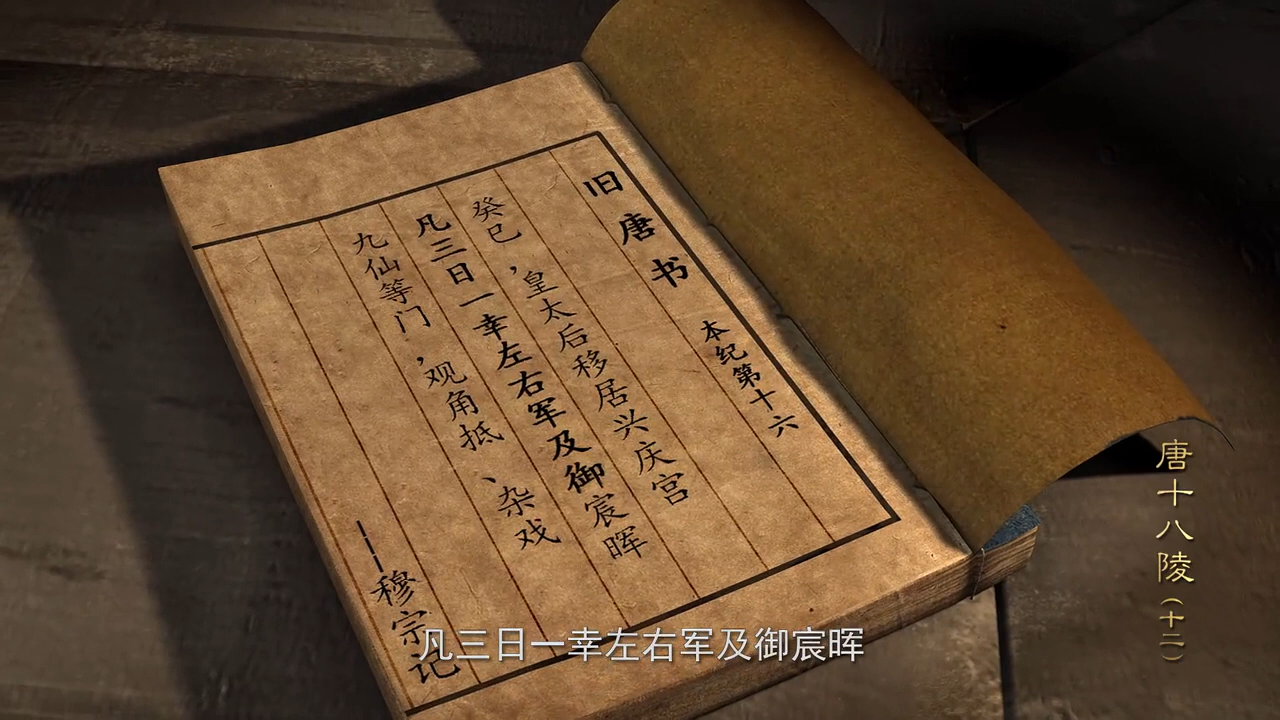 旧唐书 本纪第十六
癸巳，皇太后移居兴庆宫
凡三日一幸左右军及御宸晖
九仙等门，观角抵、杂戏
——穆宗记
凡三日一幸左右军及御宸晖
唐十八陵(十二)